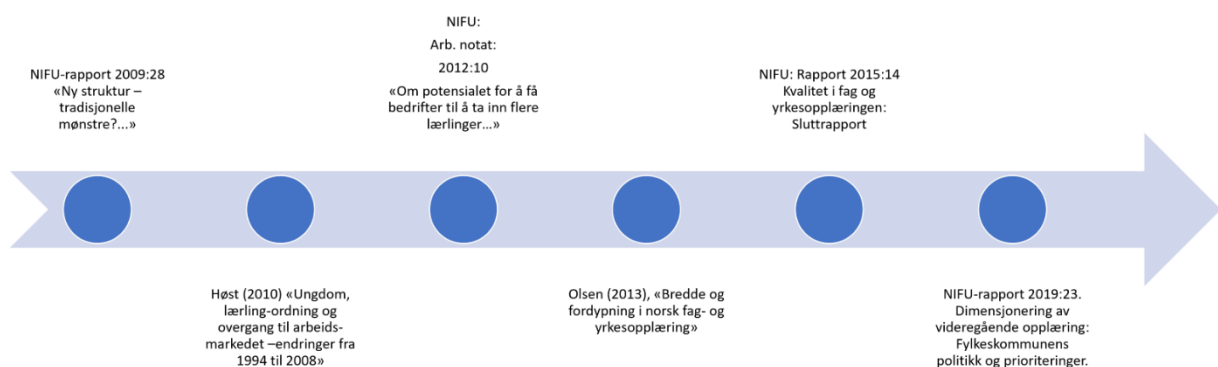 NIFU-rapport 2009:28
«Ny struktur –
tradisjonelle
mønstre?...»
Høst (2010) «Ungdom,
lærling-ordning og
overgang til arbeids-
markedet –endringer fra
1994 til 2008»
NIFU:
Arb. notat:
2012:10
«Om potensialet for å få
bedrifter til å ta inn flere
lærlinger...»
Olsen (2013), «Bredde og
fordypning i norsk fag- og
yrkesopplæring»
NIFU: Rapport 2015:14
Kvalitet i fag og
yrkesopplæringen:
Sluttrapport
NIFU-rapport 2019:23.
Dimensjonering av
videregående opplæring:
Fylkeskommunens
politikk og prioriteringer.